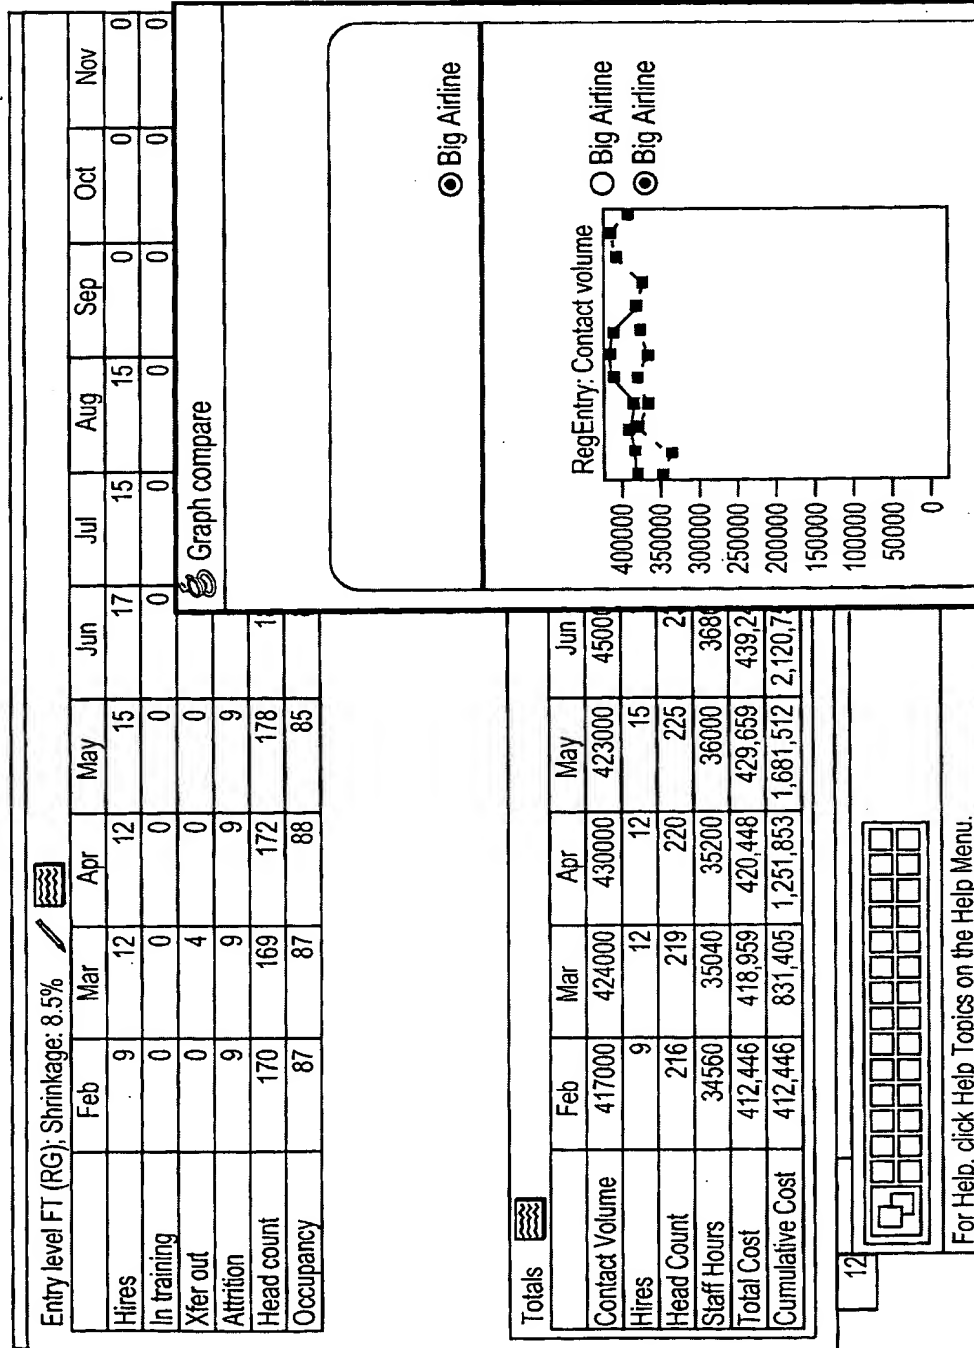 Entry level FT (RG); Shrinkage: 8.5%
Feb Mar Apr May Jun Jul Aug Sep Oct Nov
Hires 9 12 12 15 17 15 15 0 0 0
In training 0 0 0 0 0 0 0 0 0 0
Xfer out 0 4 0 0
Attrition 9 9 9 9
Head count 170 169 172 178
Occupancy 87 87 88 85
Graph compare
Big Airline
RegEntry: Contact volume
Big Airline
Big Airline
400000
350000
300000
250000
200000
150000
100000
50000
0
Totals
Feb Mar Apr May Jun
Contact Volume 417000 424000 430000 423000 45000
Hires 9 12 12 15
Head Count 216 219 220 225
Staff Hours 34560 35040 35200 36000 368
Total Cost 412,446 418,959 420,448 429,659 439,2
Cumulative Cost 412,446 831,405 1,251,853 1,681,512 2,120,7
12
For Help, click Help Topics on the Help Menu.